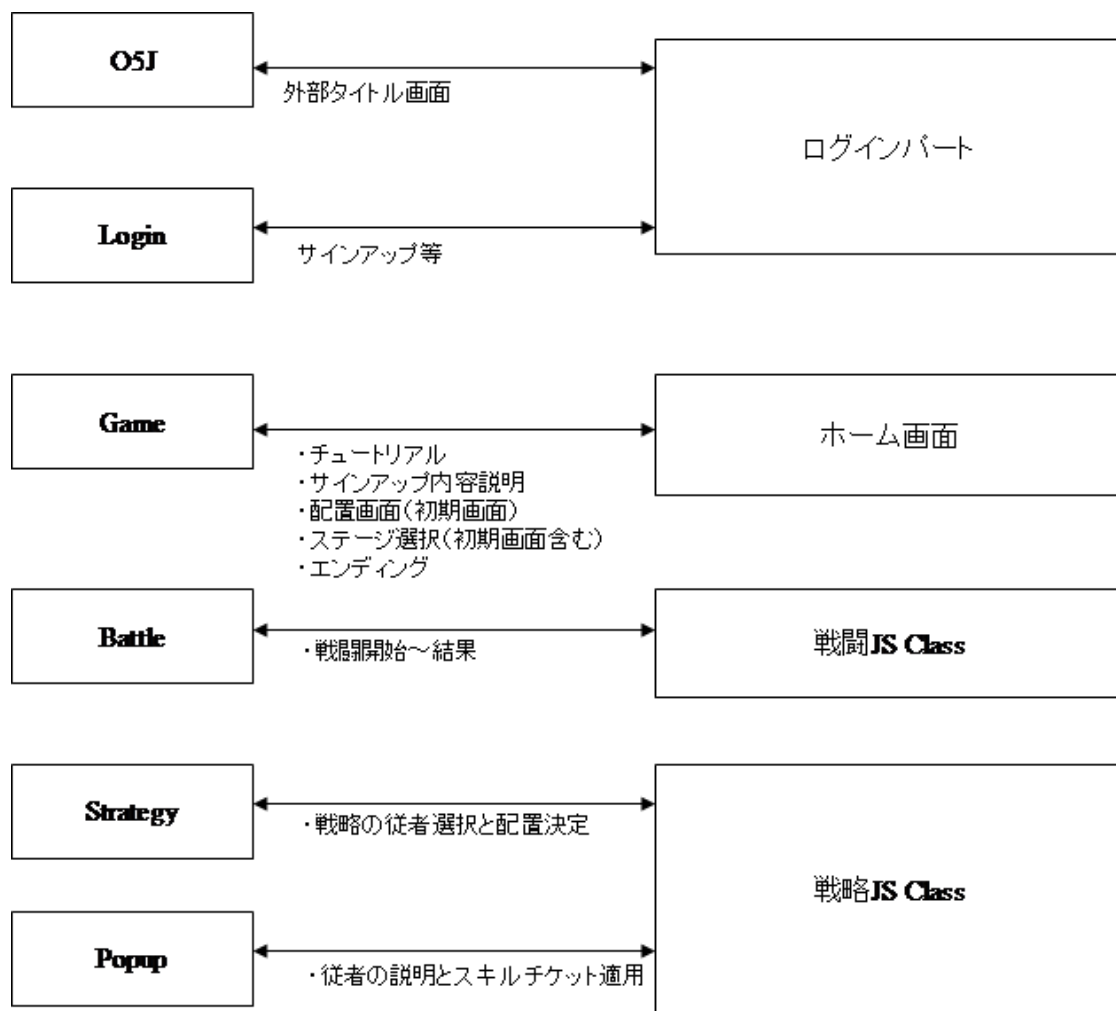 O5J
外部タイトル画面
ログインパート
Login
サインアップ等
Game
ホーム画面
・チュートリアル
・サインアップ内容説明
・配置画面(初期画面)
・ステージ選択(初期画面含む)
・エンディング
Battle
・戦闘開始～結果
戦闘JS Class
Strategy
・戦略の従者選択と配置決定
戦略JS Class
Popup
・従者の説明とスキルチケット適用